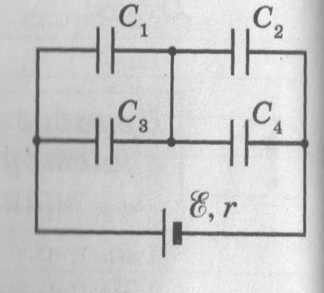 C₁ C₂
C₃ C₄
ℰ, r